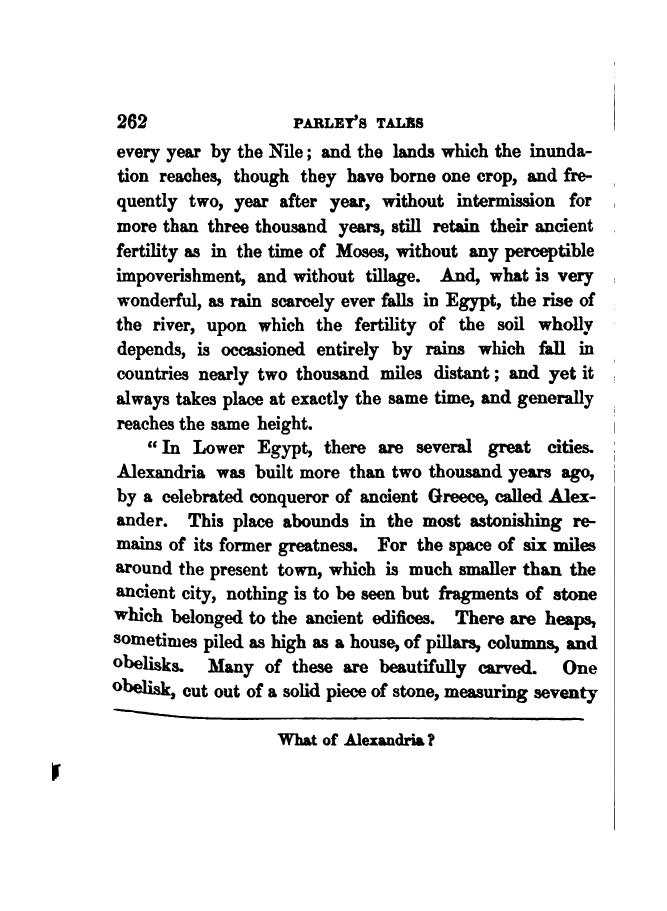 262 PARLEY'S TALES
every year by the Nile; and the lands which the inunda-
tion reaches, though they have borne one crop, and fre-
quently two, year after year, without intermission for
more than three thousand years, still retain their ancient
fertility as in the time of Moses, without any perceptible
impoverishment, and without tillage. And, what is very
wonderful, as rain scarcely ever falls in Egypt, the rise of
the river, upon which the fertility of the soil wholly
depends, is occasioned entirely by rains which fall in
countries nearly two thousand miles distant; and yet it
always takes place at exactly the same time, and generally
reaches the same height.
"In Lower Egypt, there are several great cities.
Alexandria was built more than two thousand years ago,
by a celebrated conqueror of ancient Greece, called Alex-
ander. This place abounds in the most astonishing re-
mains of its former greatness. For the space of six miles
around the present town, which is much smaller than the
ancient city, nothing is to be seen but fragments of stone
which belonged to the ancient edifices. There are heaps,
sometimes piled as high as a house, of pillars, columns, and
obelisks. Many of these are beautifully carved. One
obelisk, cut out of a solid piece of stone, measuring seventy
What of Alexandria?